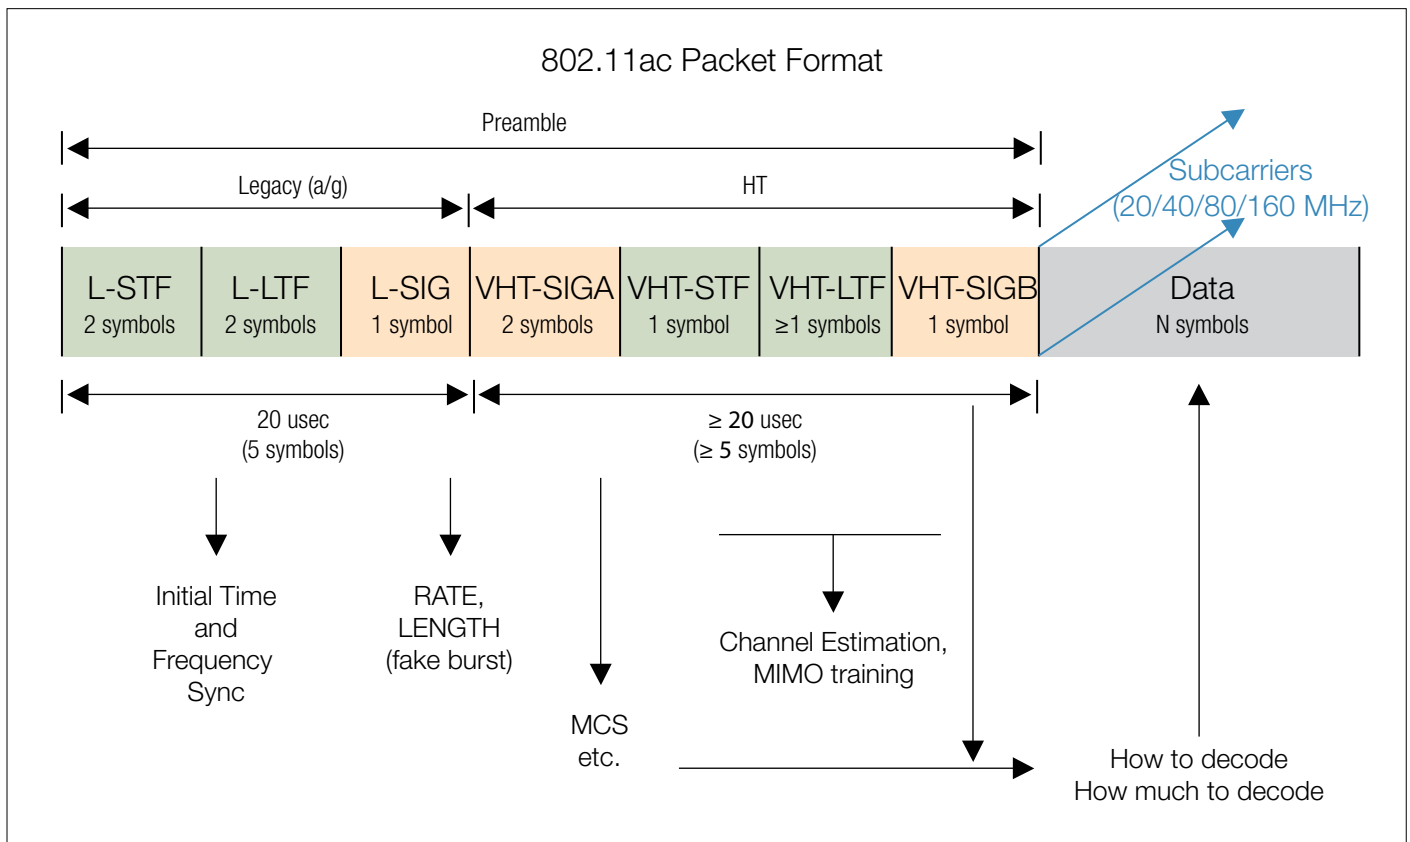 802.11ac Packet Format
Preamble
Legacy (a/g)
HT
Subcarriers
(20/40/80/160 MHz)
L-STF
2 symbols
L-LTF
2 symbols
L-SIG
1 symbol
VHT-SIGA
2 symbols
VHT-STF
1 symbol
VHT-LTF
≥1 symbols
VHT-SIGB
1 symbol
Data
N symbols
20 usec
(5 symbols)
≥ 20 usec
(≥ 5 symbols)
Initial Time
and
Frequency
Sync
RATE,
LENGTH
(fake burst)
MCS
etc.
Channel Estimation,
MIMO training
How to decode
How much to decode